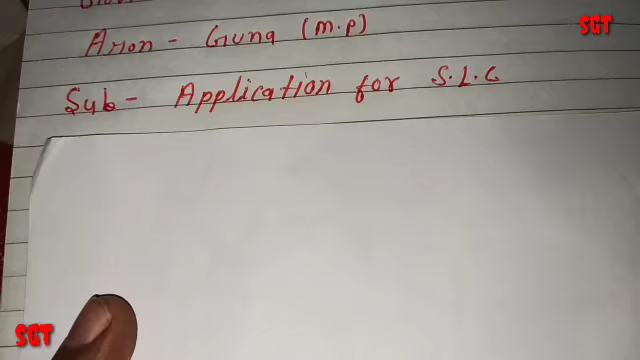 SGT
Aron - Guna (m.p)
Sub - Application for S.L.C
SGT